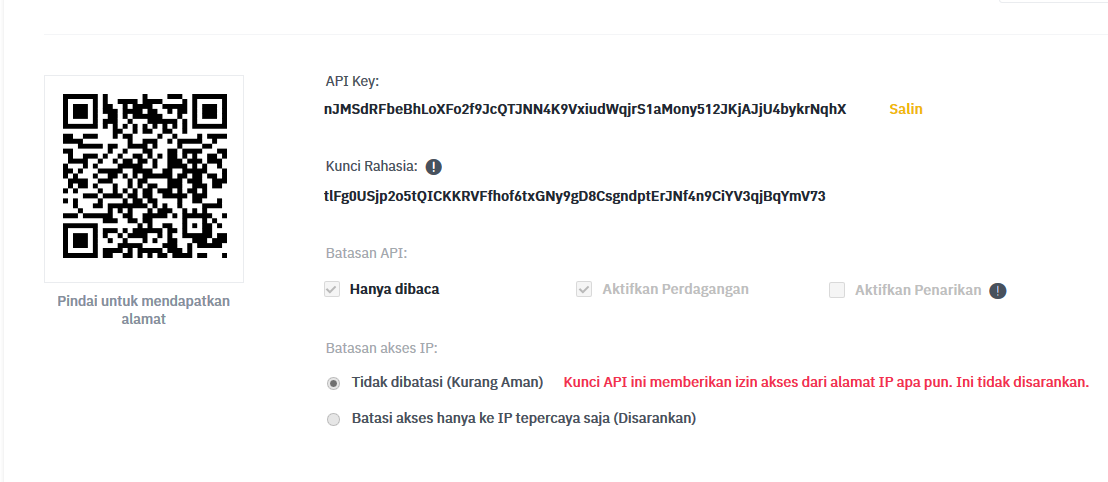 API Key:
nJMSdRFbeBhLoXFo2f9JcQTJNN4K9VxiudWqjrS1aMony512JKjAJjU4bykrNqhX Salin
Kunci Rahasia: !
tlFg0USjp2o5tQICKKRVFfhof6txGNy9gD8CsgndptErJNf4n9CiYV3qjBqYmV73
Pindai untuk mendapatkan
alamat
Batasan API:
Hanya dibaca Aktifkan Perdagangan Aktifkan Penarikan !
Batasan akses IP:
Tidak dibatasi (Kurang Aman) Kunci API ini memberikan izin akses dari alamat IP apa pun. Ini tidak disarankan.
Batasi akses hanya ke IP tepercaya saja (Disarankan)